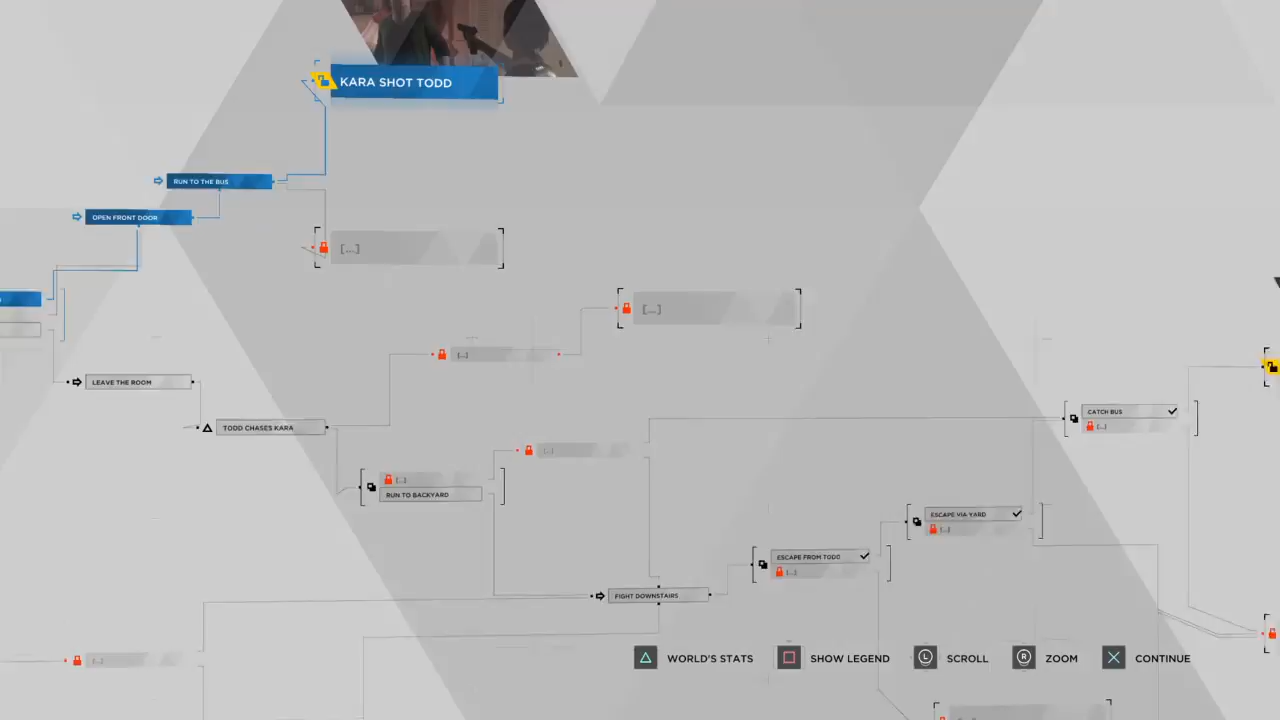 KARA SHOT TODD
RUN TO THE BUS
OPEN FRONT DOOR
[...]
[...]
[...]
LEAVE THE ROOM
TODD CHASES KARA
CATCH BUS
[...]
[...]
[...]
RUN TO BACKYARD
ESCAPE VIA YARD
[...]
ESCAPE FROM TODD
[...]
FIGHT DOWNSTAIRS
[...]
WORLD'S STATS
SHOW LEGEND
L
SCROLL
R
ZOOM
CONTINUE